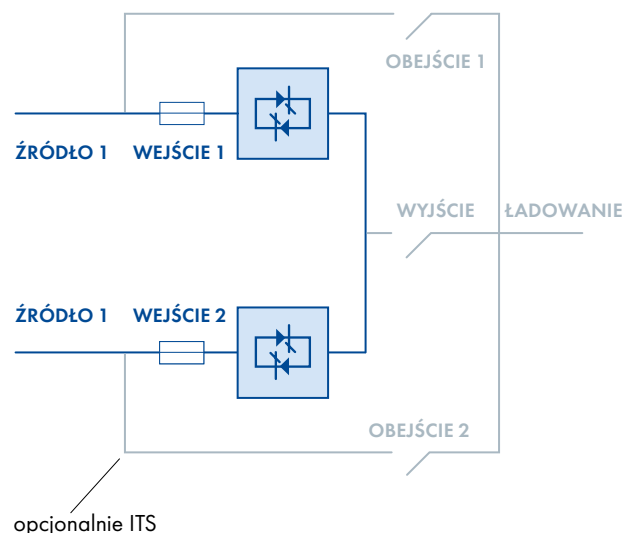 OBEJŚCIE 1
ŹRÓDŁO 1 WEJŚCIE 1
WYJŚCIE ŁADOWANIE
ŹRÓDŁO 1 WEJŚCIE 2
OBEJŚCIE 2
opcjonalnie ITS